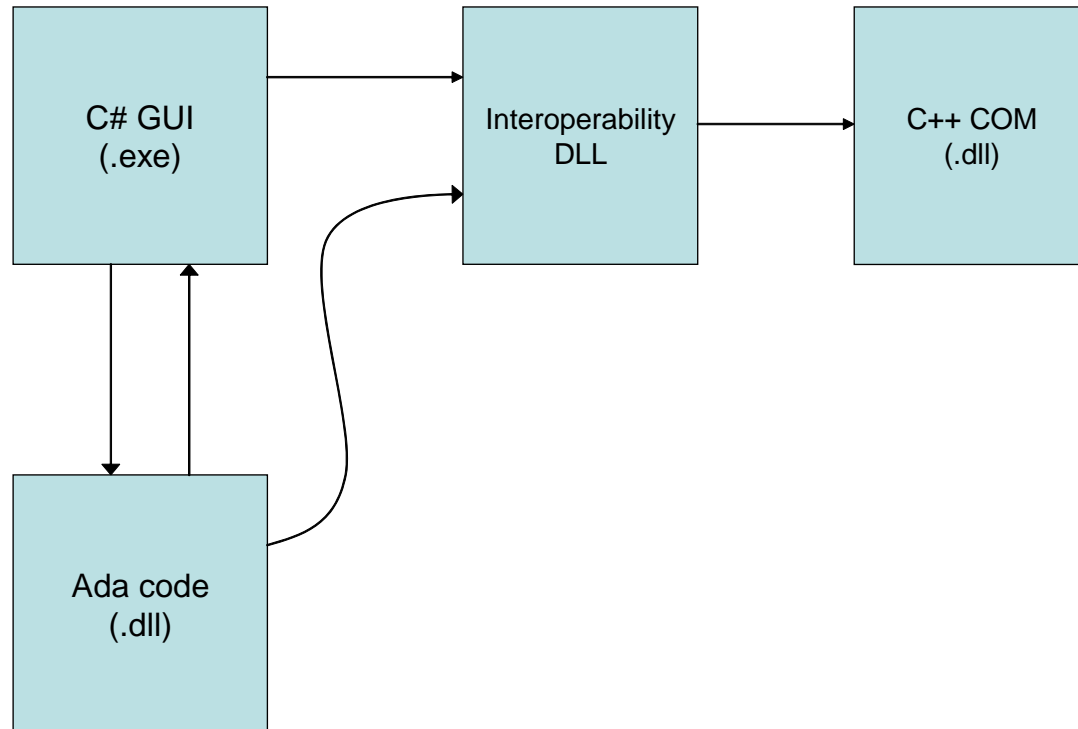 C# GUI
(.exe)
Interoperability
DLL
C++ COM
(.dll)
Ada code
(.dll)